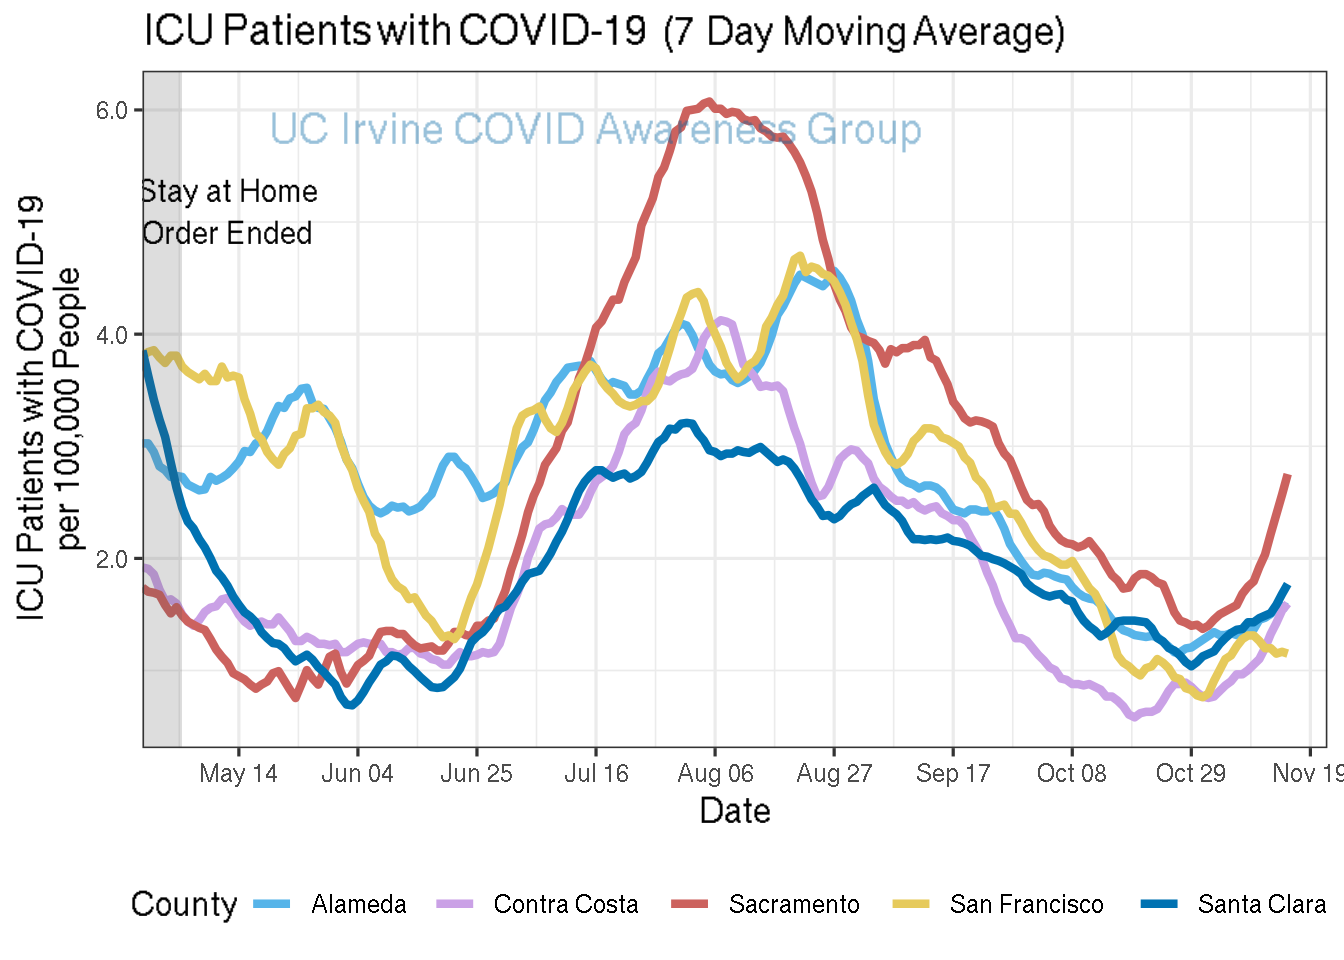 ICU Patients with COVID-19 (7 Day Moving Average)
UC Irvine COVID Awareness Group
Stay at Home
Order Ended
ICU Patients with COVID-19
per 100,000 People
6.0
4.0
2.0
May 14 Jun 04 Jun 25 Jul 16 Aug 06 Aug 27 Sep 17 Oct 08 Oct 29 Nov 19
Date
County Alameda Contra Costa Sacramento San Francisco Santa Clara